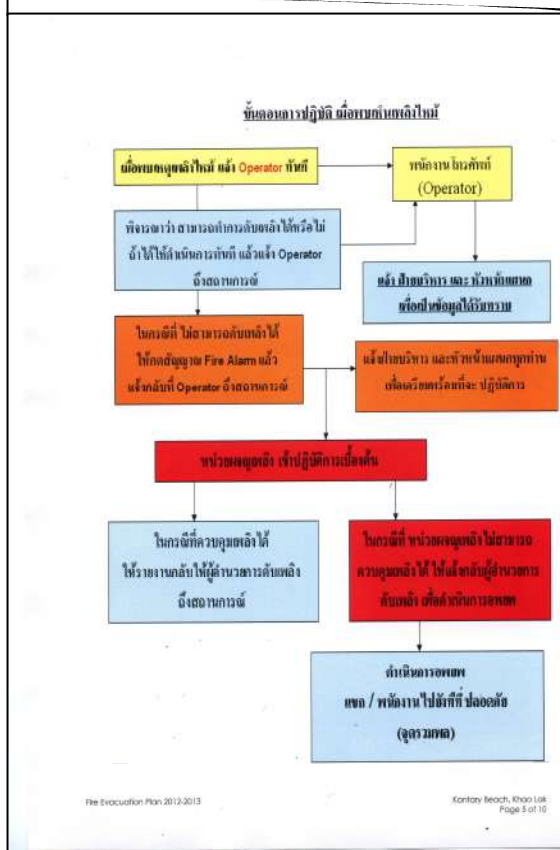 ขั้นตอนการปฏิบัติ เมื่อพบเห็นเพลิงไหม้
เมื่อพบเหตุเพลิงไหม้ แจ้ง Operator ทันที
พนักงานโทรศัพท์
(Operator)
พิจารณาว่า สามารถทำการดับเพลิงได้หรือไม่
ถ้าได้ให้ดำเนินการทันที แล้วแจ้ง Operator
ถึงสถานการณ์
แจ้ง ฝ่ายบริหาร และ หัวหน้าแผนก
เพื่อเป็นข้อมูลได้รับทราบ
ในกรณีที่ ไม่สามารถดับเพลิงได้
ให้กดสัญญาณ Fire Alarm แล้ว
แจ้งกลับที่ Operator ถึงสถานการณ์
แจ้งฝ่ายบริหาร และหัวหน้าแผนกทุกท่าน
เพื่อเตรียมพร้อมที่จะ ปฏิบัติการ
หน่วยผจญเพลิง เข้าปฏิบัติการเบื้องต้น
ในกรณีที่ควบคุมเพลิงได้
ให้รายงานกลับให้ผู้อำนวยการดับเพลิง
ถึงสถานการณ์
ในกรณีที่ หน่วยผจญเพลิงไม่สามารถ
ควบคุมเพลิงได้ ให้แจ้งกลับผู้อำนวยการ
ดับเพลิง เพื่อดำเนินการอพยพ
ดำเนินการอพยพ
แขก / พนักงานไปยังที่ที่ปลอดภัย
(จุดรวมพล)
Fire Evacuation Plan 2012-2013
Kantary Beach, Khao Lak
Page 5 of 10